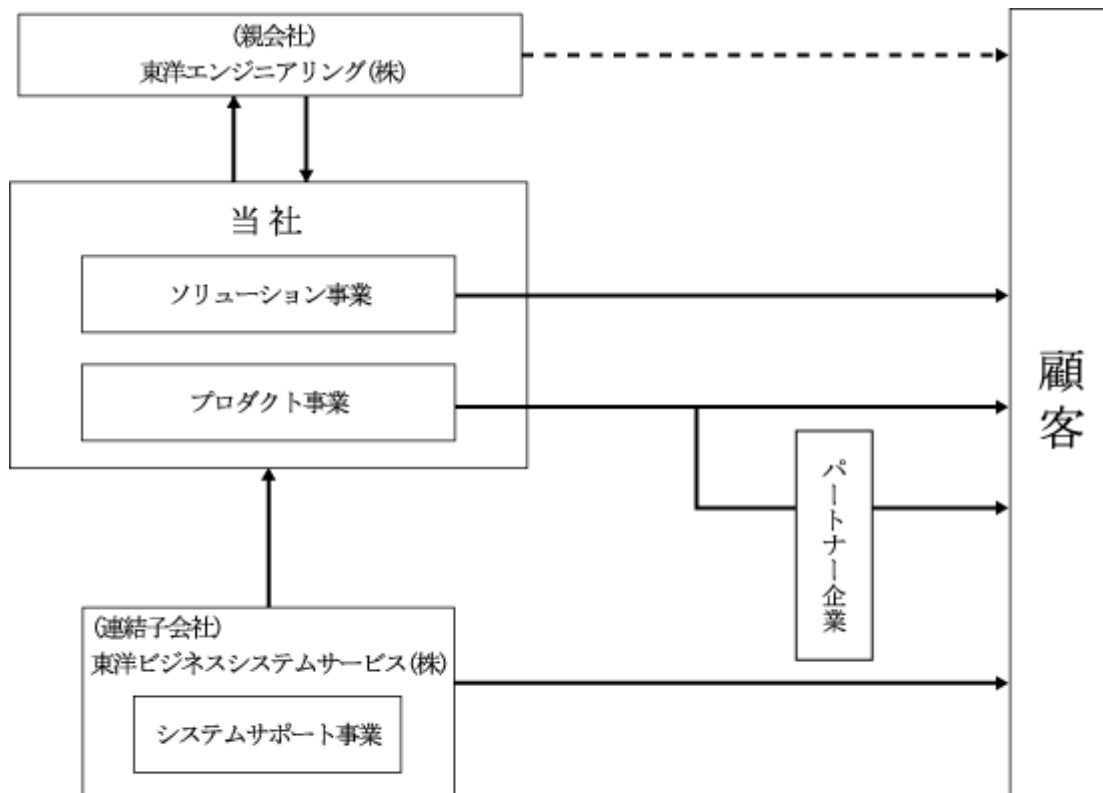 (親会社)
東洋エンジニアリング(株)
当社
ソリューション事業
プロダクト事業
顧客
パートナー企業
(連結子会社)
東洋ビジネスシステムサービス(株)
システムサポート事業